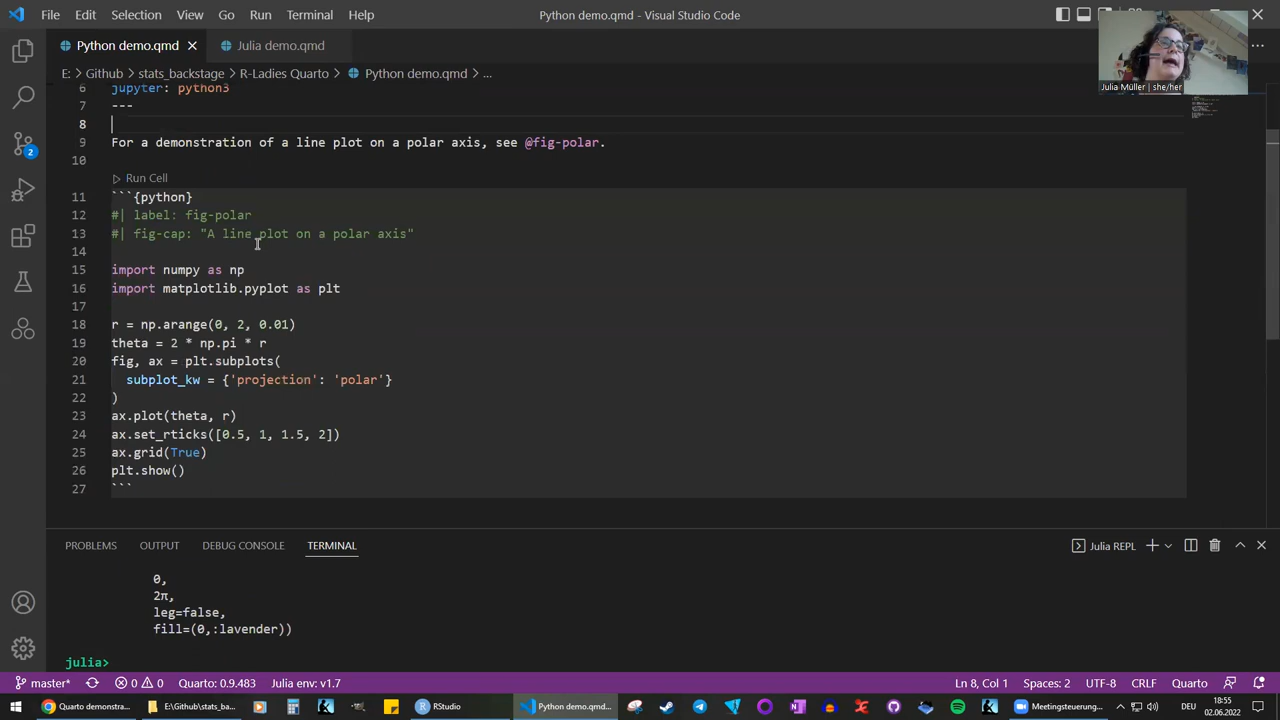 File Edit Selection View Go Run Terminal Help
Python demo.qmd - Visual Studio Code
Python demo.qmd Julia demo.qmd
E: > Github > stats_backstage > R-Ladies Quarto > Python demo.qmd > ...
Julia Müller | she/her
6 jupyter: python3
7 ---
8
9 For a demonstration of a line plot on a polar axis, see @fig-polar.
10
Run Cell
11 ```{python}
12 #| label: fig-polar
13 #| fig-cap: "A line plot on a polar axis"
14
15 import numpy as np
16 import matplotlib.pyplot as plt
17
18 r = np.arange(0, 2, 0.01)
19 theta = 2 * np.pi * r
20 fig, ax = plt.subplots(
21 subplot_kw = {'projection': 'polar'}
22 )
23 ax.plot(theta, r)
24 ax.set_rticks([0.5, 1, 1.5, 2])
25 ax.grid(True)
26 plt.show()
27 ```
PROBLEMS OUTPUT DEBUG CONSOLE TERMINAL Julia REPL
0,
2π,
leg=false,
fill=(0,:lavender))
julia>
2
master* 0 0 Quarto: 0.9.483 Julia env: v1.7 Ln 8, Col 1 Spaces: 2 UTF-8 CRLF Quarto
Quarto demonstra... E:\Github\stats_ba... RStudio Python demo.qmd... Meetingsteuerung... DEU 18:55
02.06.2022